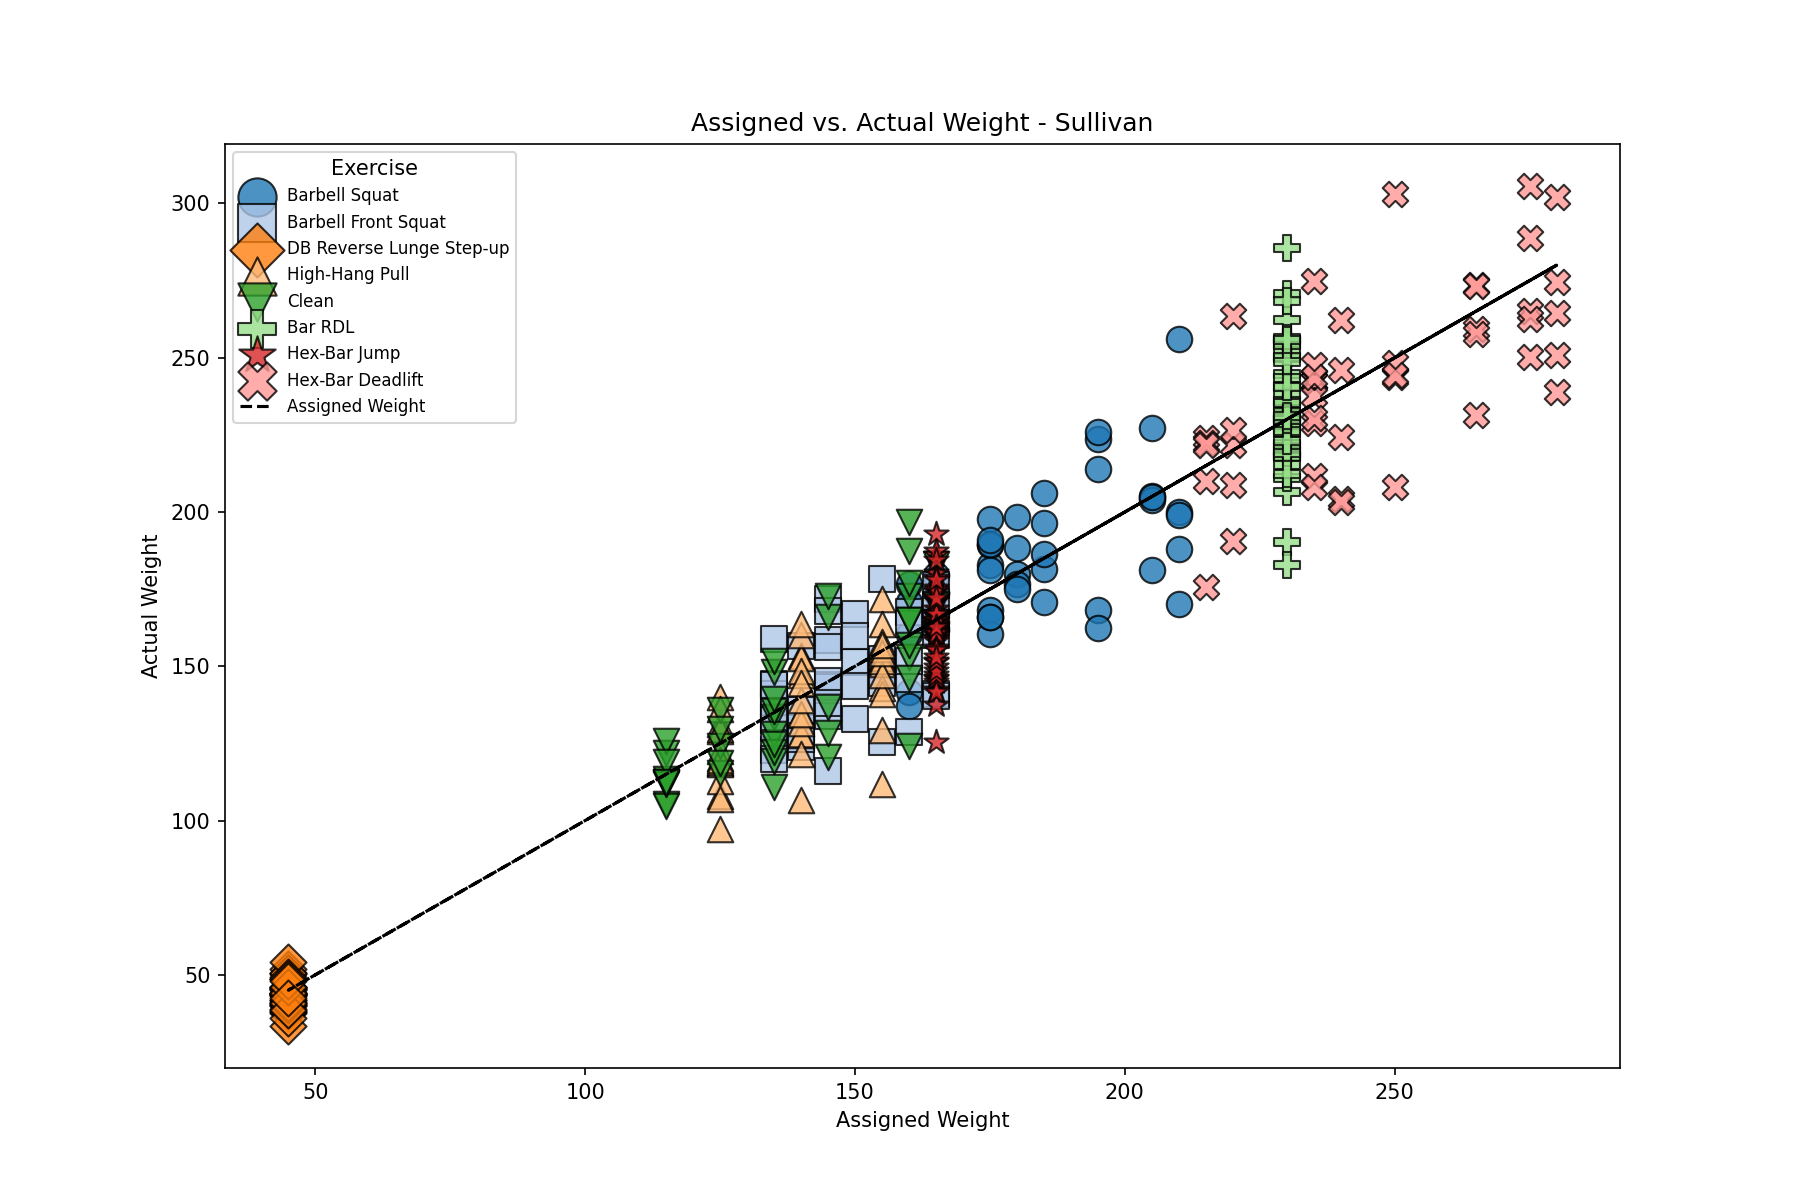 Assigned vs. Actual Weight - Sullivan
Exercise
Barbell Squat
Barbell Front Squat
DB Reverse Lunge Step-up
High-Hang Pull
Clean
Bar RDL
Hex-Bar Jump
Hex-Bar Deadlift
Assigned Weight
300
250
200
150
100
50
Actual Weight
50 100 150 200 250
Assigned Weight